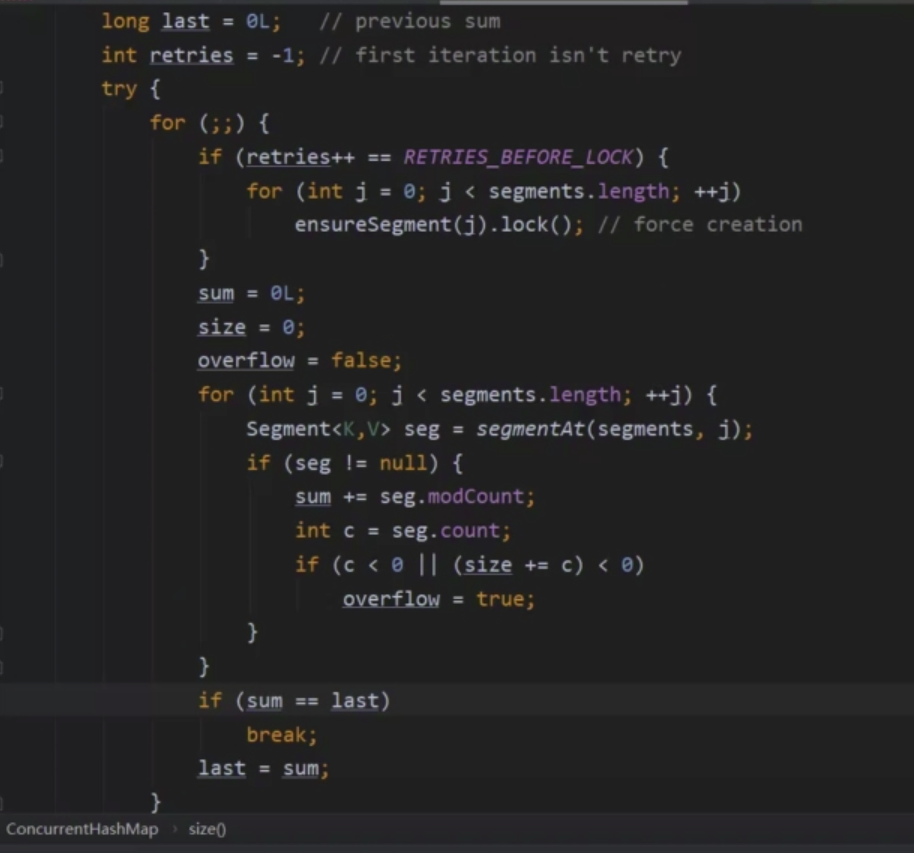 long last = 0L;   // previous sum
int retries = -1; // first iteration isn't retry
try {
for (;;) {
if (retries++ == RETRIES_BEFORE_LOCK) {
for (int j = 0; j < segments.length; ++j)
ensureSegment(j).lock(); // force creation
}
sum = 0L;
size = 0;
overflow = false;
for (int j = 0; j < segments.length; ++j) {
Segment<K,V> seg = segmentAt(segments, j);
if (seg != null) {
sum += seg.modCount;
int c = seg.count;
if (c < 0 || (size += c) < 0)
overflow = true;
}
}
if (sum == last)
break;
last = sum;
}
ConcurrentHashMap › size()